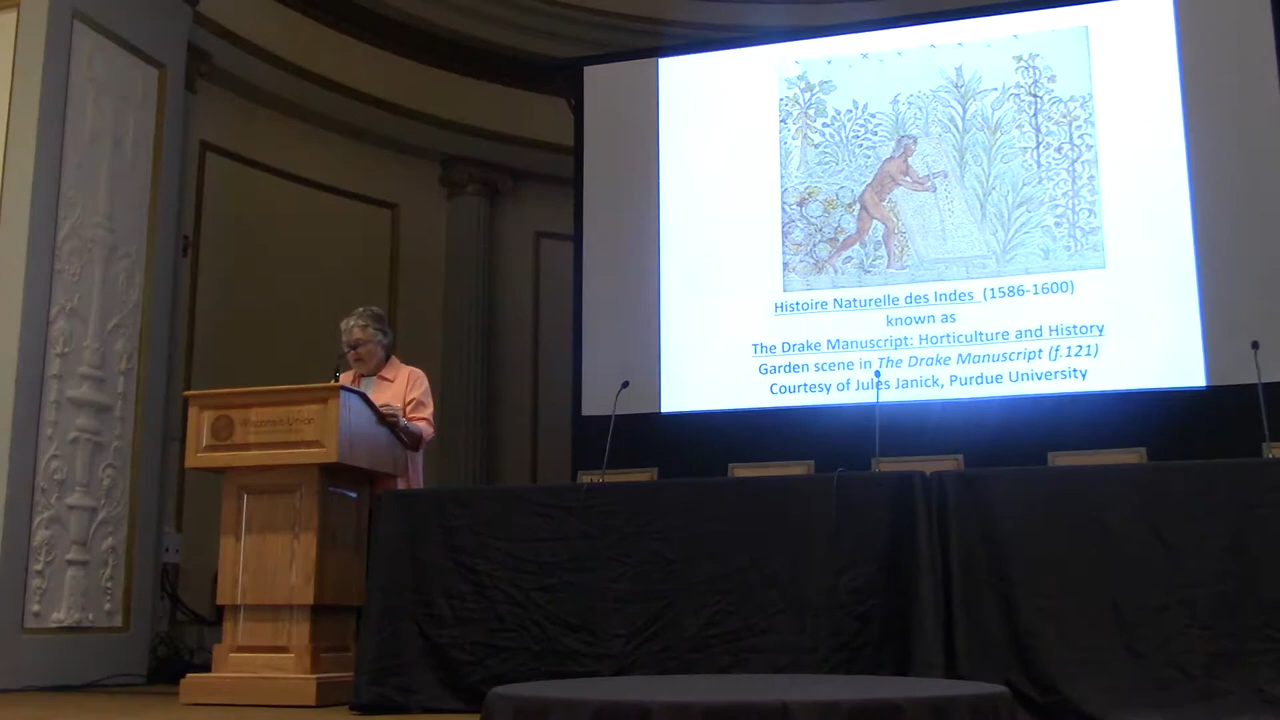 Histoire Naturelle des Indes (1586-1600)
known as
The Drake Manuscript: Horticulture and History
Garden scene in The Drake Manuscript (f.121)
Courtesy of Jules Janick, Purdue University
Wisconsin Union